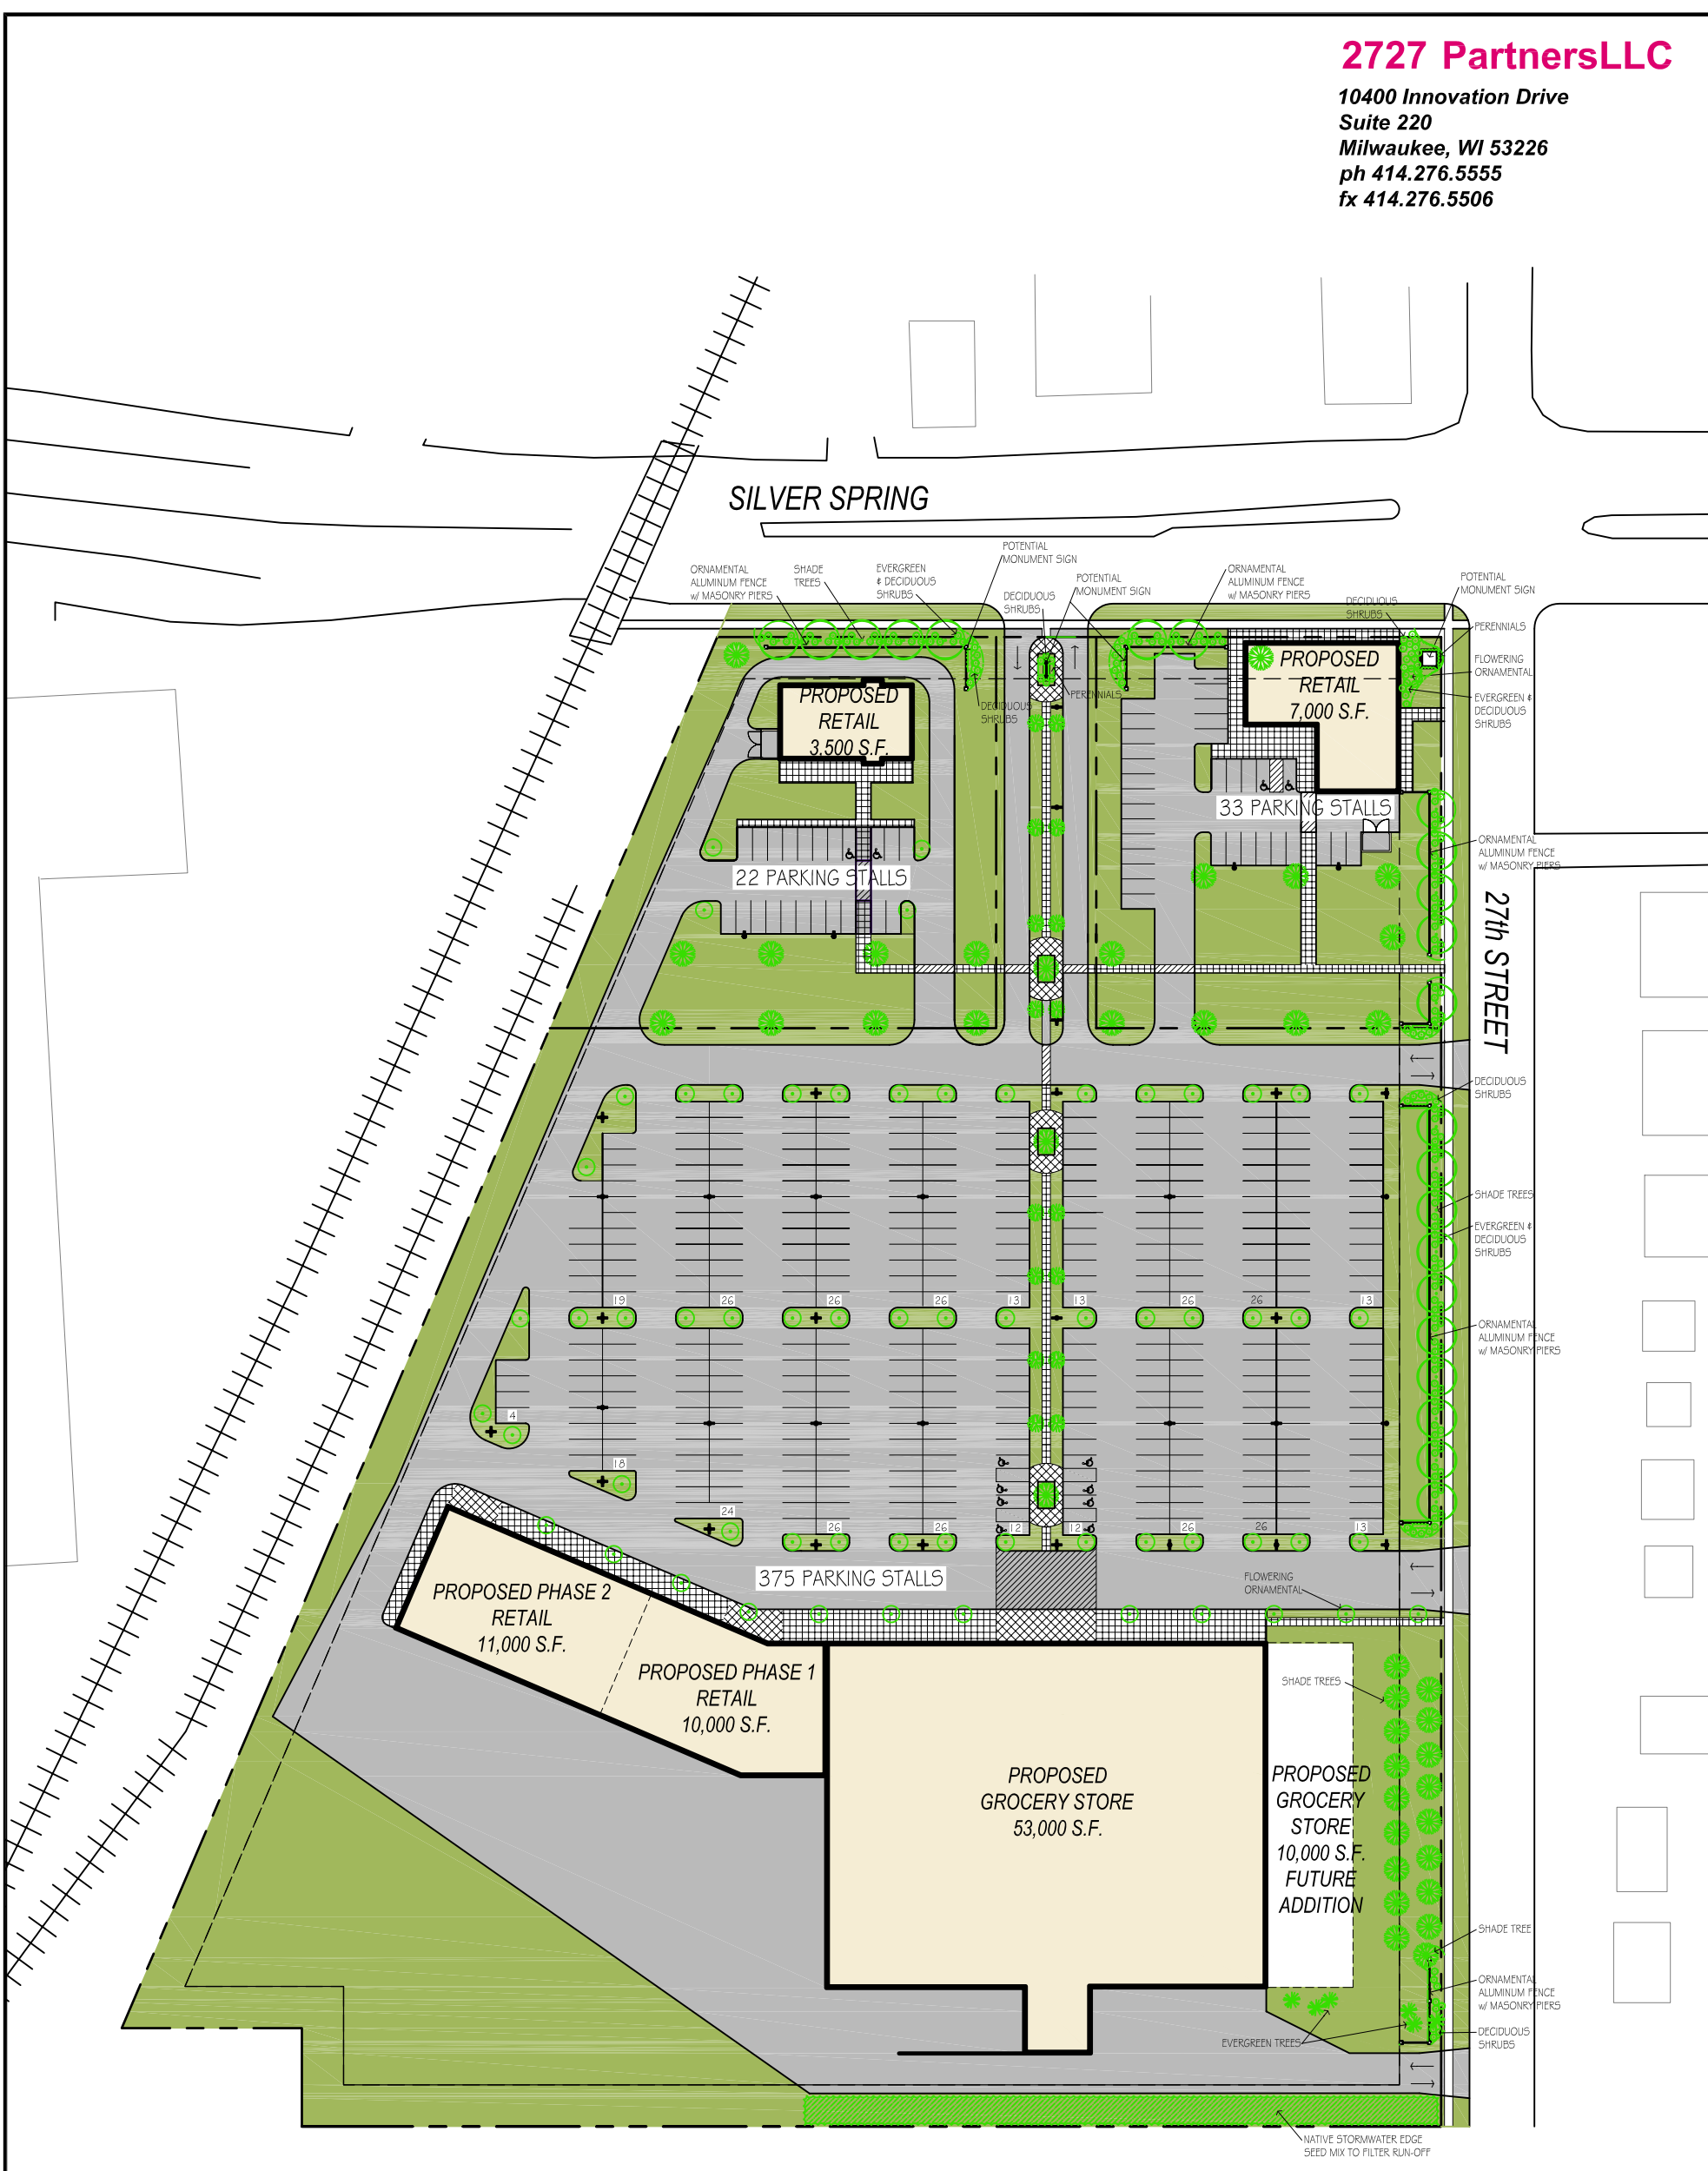 2727 PartnersLLC
10400 Innovation Drive
Suite 220
Milwaukee, WI 53226
ph 414.276.5555
fx 414.276.5506
SILVER SPRING
ORNAMENTAL
ALUMINUM FENCE
w/ MASONRY PIERS
SHADE
TREES
EVERGREEN
& DECIDUOUS
SHRUBS
POTENTIAL
MONUMENT SIGN
DECIDUOUS
SHRUBS
POTENTIAL
MONUMENT SIGN
ORNAMENTAL
ALUMINUM FENCE
w/ MASONRY PIERS
DECIDUOUS
SHRUBS
POTENTIAL
MONUMENT SIGN
PERENNIALS
FLOWERING
ORNAMENTAL
EVERGREEN &
DECIDUOUS
SHRUBS
PROPOSED
RETAIL
3,500 S.F.
DECIDUOUS
SHRUBS
PERENNIALS
PROPOSED
RETAIL
7,000 S.F.
33 PARKING STALLS
22 PARKING STALLS
ORNAMENTAL
ALUMINUM FENCE
w/ MASONRY PIERS
27th STREET
DECIDUOUS
SHRUBS
SHADE TREES
EVERGREEN &
DECIDUOUS
SHRUBS
19
26
26
26
13
13
26
26
13
ORNAMENTAL
ALUMINUM FENCE
w/ MASONRY PIERS
4
18
24
26
26
12
12
26
26
13
375 PARKING STALLS
FLOWERING
ORNAMENTAL
PROPOSED PHASE 2
RETAIL
11,000 S.F.
PROPOSED PHASE 1
RETAIL
10,000 S.F.
SHADE TREES
PROPOSED
GROCERY STORE
53,000 S.F.
PROPOSED
GROCERY
STORE
10,000 S.F.
FUTURE
ADDITION
SHADE TREE
ORNAMENTAL
ALUMINUM FENCE
w/ MASONRY PIERS
DECIDUOUS
SHRUBS
EVERGREEN TREES
NATIVE STORMWATER EDGE
SEED MIX TO FILTER RUN-OFF